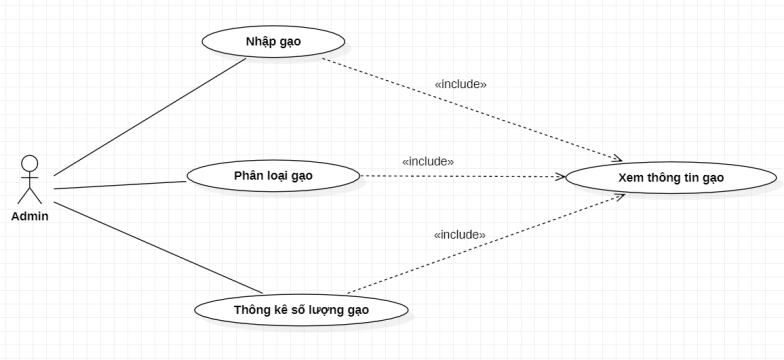 Nhập gạo
«include»
«include»
Phân loại gạo
Xem thông tin gạo
Admin
«include»
Thông kê số lượng gạo